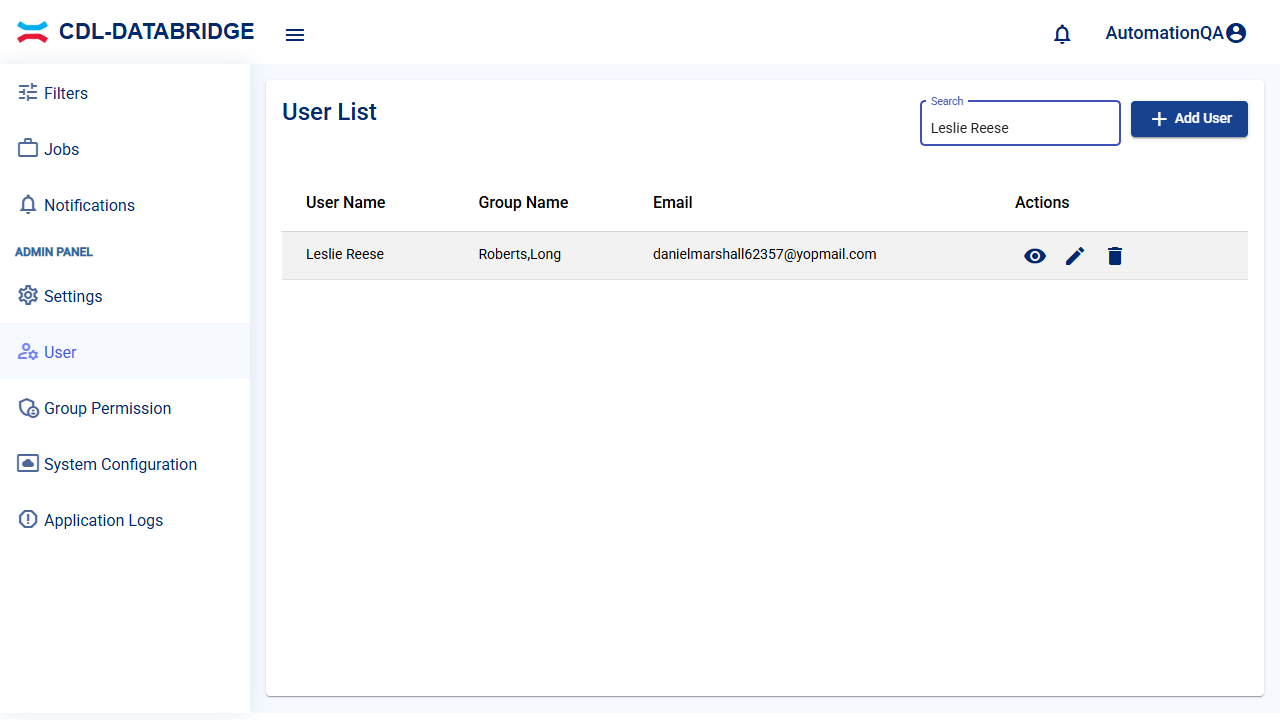 CDL-DATABRIDGE
AutomationQA
Filters
Jobs
Notifications
ADMIN PANEL
Settings
User
Group Permission
System Configuration
Application Logs
User List
Search
Leslie Reese
Add User
User Name Group Name Email Actions
Leslie Reese Roberts,Long danielmarshall62357@yopmail.com